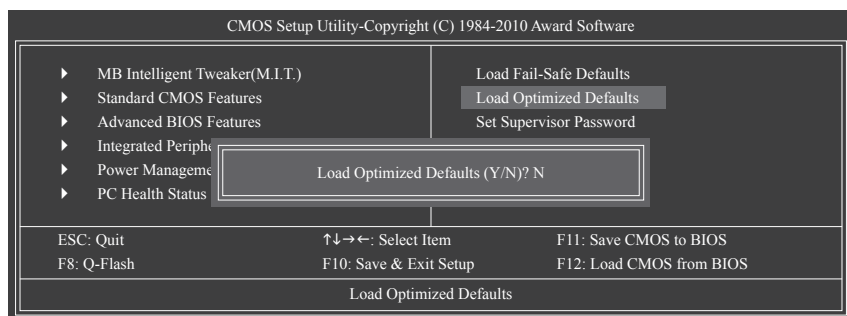 CMOS Setup Utility-Copyright (C) 1984-2010 Award Software
MB Intelligent Tweaker(M.I.T.)
Standard CMOS Features
Advanced BIOS Features
Integrated Periphe
Power Manageme
PC Health Status
Load Fail-Safe Defaults
Load Optimized Defaults
Set Supervisor Password
Load Optimized Defaults (Y/N)? N
ESC: Quit ↑↓→←: Select Item F11: Save CMOS to BIOS
F8: Q-Flash F10: Save & Exit Setup F12: Load CMOS from BIOS
Load Optimized Defaults